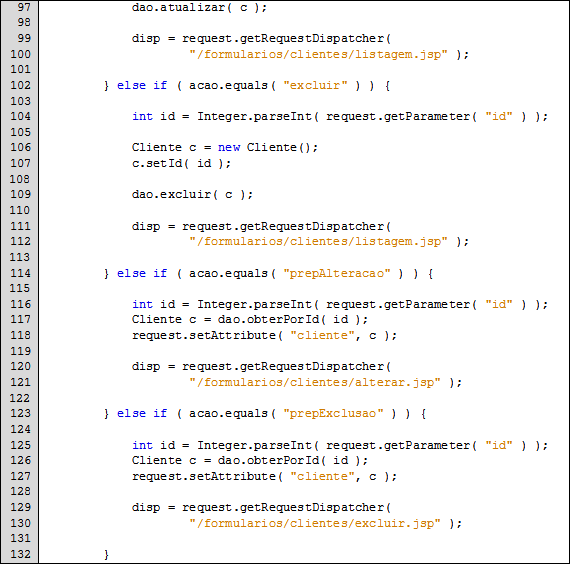 97 dao.atualizar( c );
98
99 disp = request.getRequestDispatcher(
100 "/formularios/clientes/listagem.jsp" );
101
102 } else if ( acao.equals( "excluir" ) ) {
103
104 int id = Integer.parseInt( request.getParameter( "id" ) );
105
106 Cliente c = new Cliente();
107 c.setId( id );
108
109 dao.excluir( c );
110
111 disp = request.getRequestDispatcher(
112 "/formularios/clientes/listagem.jsp" );
113
114 } else if ( acao.equals( "prepAlteracao" ) ) {
115
116 int id = Integer.parseInt( request.getParameter( "id" ) );
117 Cliente c = dao.obterPorId( id );
118 request.setAttribute( "cliente", c );
119
120 disp = request.getRequestDispatcher(
121 "/formularios/clientes/alterar.jsp" );
122
123 } else if ( acao.equals( "prepExclusao" ) ) {
124
125 int id = Integer.parseInt( request.getParameter( "id" ) );
126 Cliente c = dao.obterPorId( id );
127 request.setAttribute( "cliente", c );
128
129 disp = request.getRequestDispatcher(
130 "/formularios/clientes/excluir.jsp" );
131
132 }